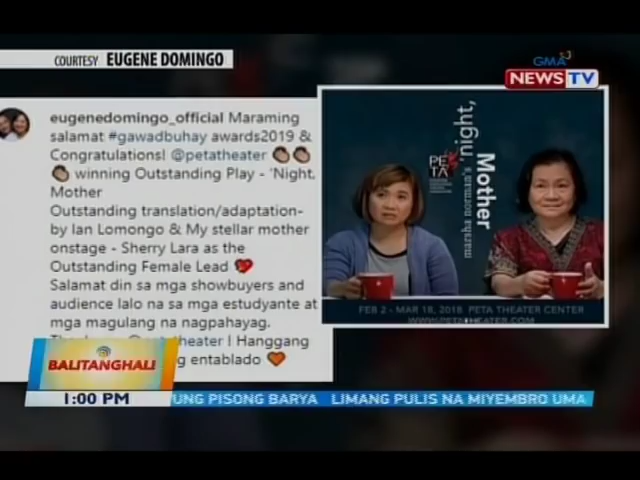 COURTESY EUGENE DOMINGO
GMA
NEWS TV
eugenedomingo_official Maraming
salamat #gawadbuhay awards2019 &
Congratulations! @petatheater 👏👏
👏 winning Outstanding Play - 'Night,
Mother
Outstanding translation/adaptation-
by Ian Lomongo & My stellar mother
onstage - Sherry Lara as the
Outstanding Female Lead 💖
Salamat din sa mga showbuyers and
audience lalo na sa mga estudyante at
mga magulang na nagpahayag.
theater ! Hanggang
entablado 🧡
PETA
marsha norman's 'night,
Mother
FEB 2 - MAR 18, 2018 PETA THEATER CENTER
WWW.PETATHEATER.COM
BALITANGHALI
1:00 PM
UNG PISONG BARYA LIMANG PULIS NA MIYEMBRO UMA